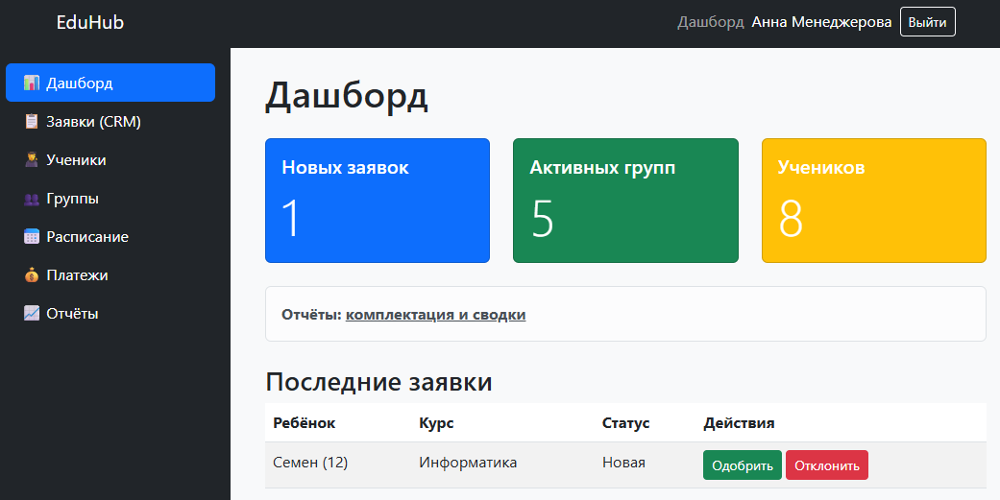 EduHub
Дашборд Анна Менеджерова Выйти
Дашборд
Заявки (CRM)
Ученики
Группы
Расписание
Платежи
Отчёты
Дашборд
Новых заявок
1
Активных групп
5
Учеников
8
Отчёты: комплектация и сводки
Последние заявки
Ребёнок Курс Статус Действия
Семен (12) Информатика Новая Одобрить Отклонить